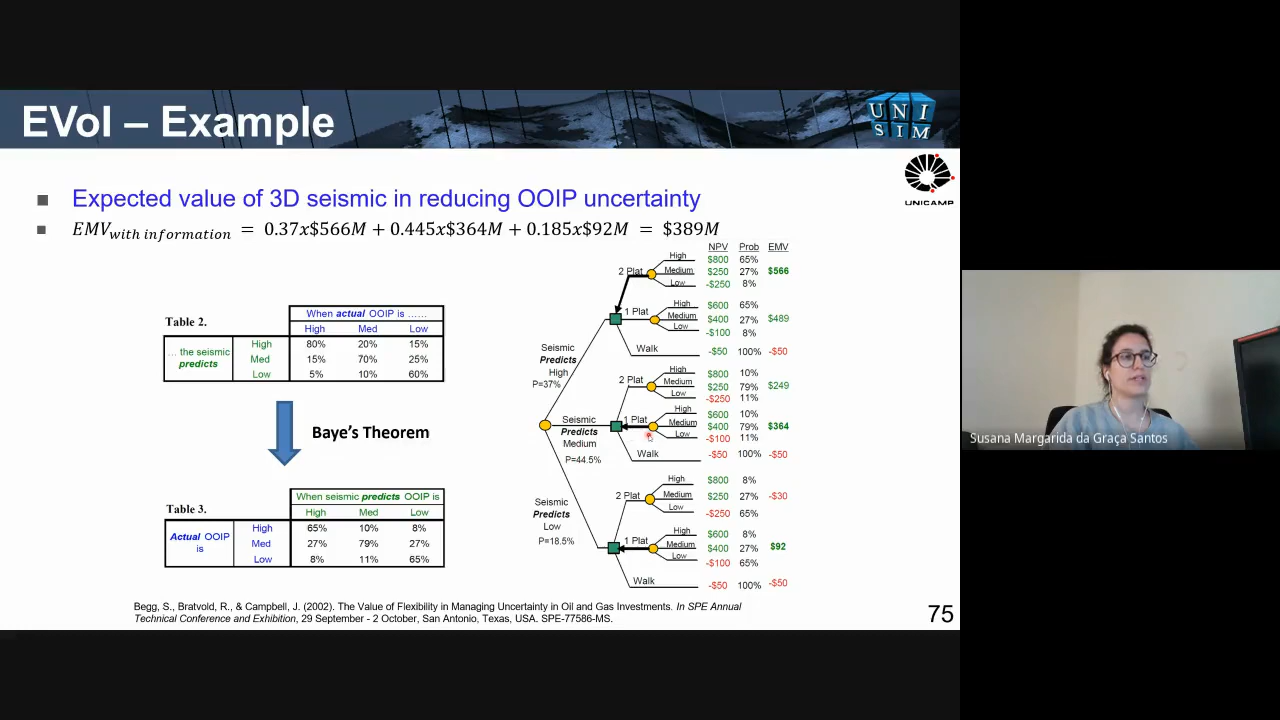 EVoI – Example
UNI
SIM
UNICAMP
Expected value of 3D seismic in reducing OOIP uncertainty
EMV with information = 0.37x$566M + 0.445x$364M + 0.185x$92M = $389M
Table 2.
When actual OOIP is ……
High Med Low
… the seismic predicts
High 80% 20% 15%
Med 15% 70% 25%
Low 5% 10% 60%
Baye's Theorem
Table 3.
When seismic predicts OOIP is
High Med Low
Actual OOIP is
High 65% 10% 8%
Med 27% 79% 27%
Low 8% 11% 65%
NPV Prob EMV
Seismic
Predicts
High
P=37%
2 Plat
High $800 65%
Medium $250 27% $566
Low -$250 8%
1 Plat
High $600 65%
Medium $400 27% $489
Low -$100 8%
Walk -$50 100% -$50
Seismic
Predicts
Medium
P=44.5%
2 Plat
High $800 10%
Medium $250 79% $249
Low -$250 11%
1 Plat
High $600 10%
Medium $400 79% $364
Low -$100 11%
Walk -$50 100% -$50
Seismic
Predicts
Low
P=18.5%
2 Plat
High $800 8%
Medium $250 27% -$30
Low -$250 65%
1 Plat
High $600 8%
Medium $400 27% $92
Low -$100 65%
Walk -$50 100% -$50
Begg, S., Bratvold, R., & Campbell, J. (2002). The Value of Flexibility in Managing Uncertainty in Oil and Gas Investments. In SPE Annual
Technical Conference and Exhibition, 29 September - 2 October, San Antonio, Texas, USA. SPE-77586-MS.
75
Susana Margarida da Graça Santos